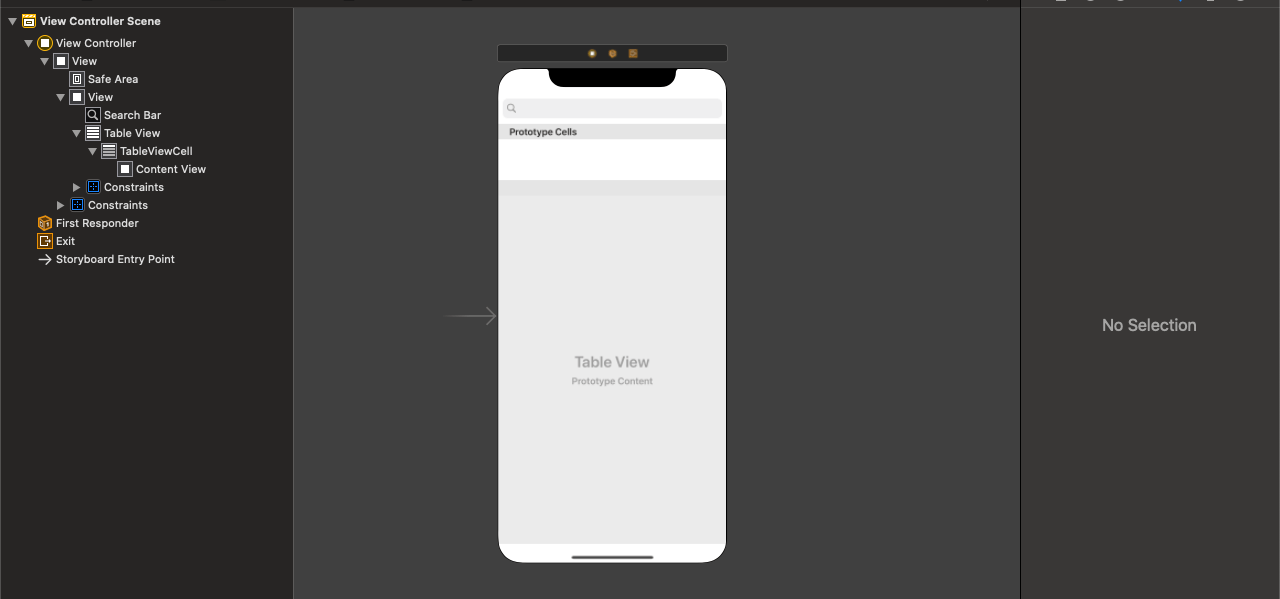 View Controller Scene
View Controller
View
Safe Area
View
Search Bar
Table View
TableViewCell
Content View
Constraints
Constraints
First Responder
Exit
Storyboard Entry Point
Prototype Cells
Table View
Prototype Content
No Selection